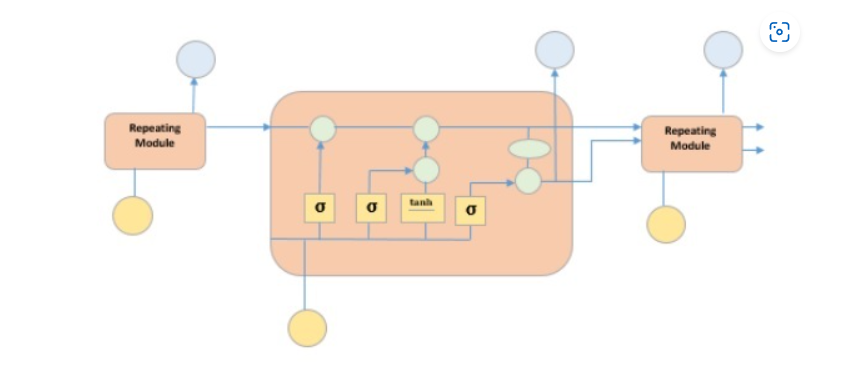 Repeating
Module
σ
σ
tanh
σ
Repeating
Module